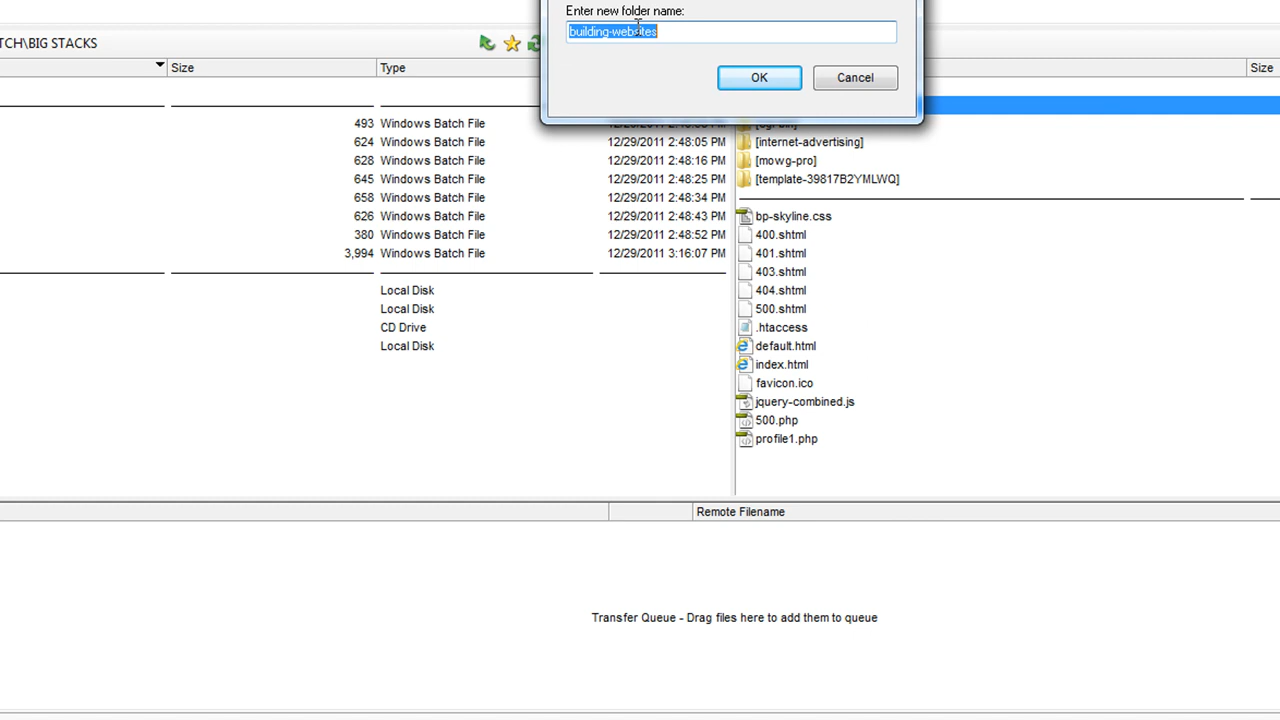 Enter new folder name:
building-websites
TCH\BIG STACKS
OK
Cancel
Size
Type
Size
493 Windows Batch File
624 Windows Batch File 12/29/2011 2:48:05 PM
628 Windows Batch File 12/29/2011 2:48:16 PM
645 Windows Batch File 12/29/2011 2:48:25 PM
658 Windows Batch File 12/29/2011 2:48:34 PM
626 Windows Batch File 12/29/2011 2:48:43 PM
380 Windows Batch File 12/29/2011 2:48:52 PM
3,994 Windows Batch File 12/29/2011 3:16:07 PM
Local Disk
Local Disk
CD Drive
Local Disk
[internet-advertising]
[mowg-pro]
[template-39817B2YMLWQ]
bp-skyline.css
400.shtml
401.shtml
403.shtml
404.shtml
500.shtml
.htaccess
default.html
index.html
favicon.ico
jquery-combined.js
500.php
profile1.php
Remote Filename
Transfer Queue - Drag files here to add them to queue